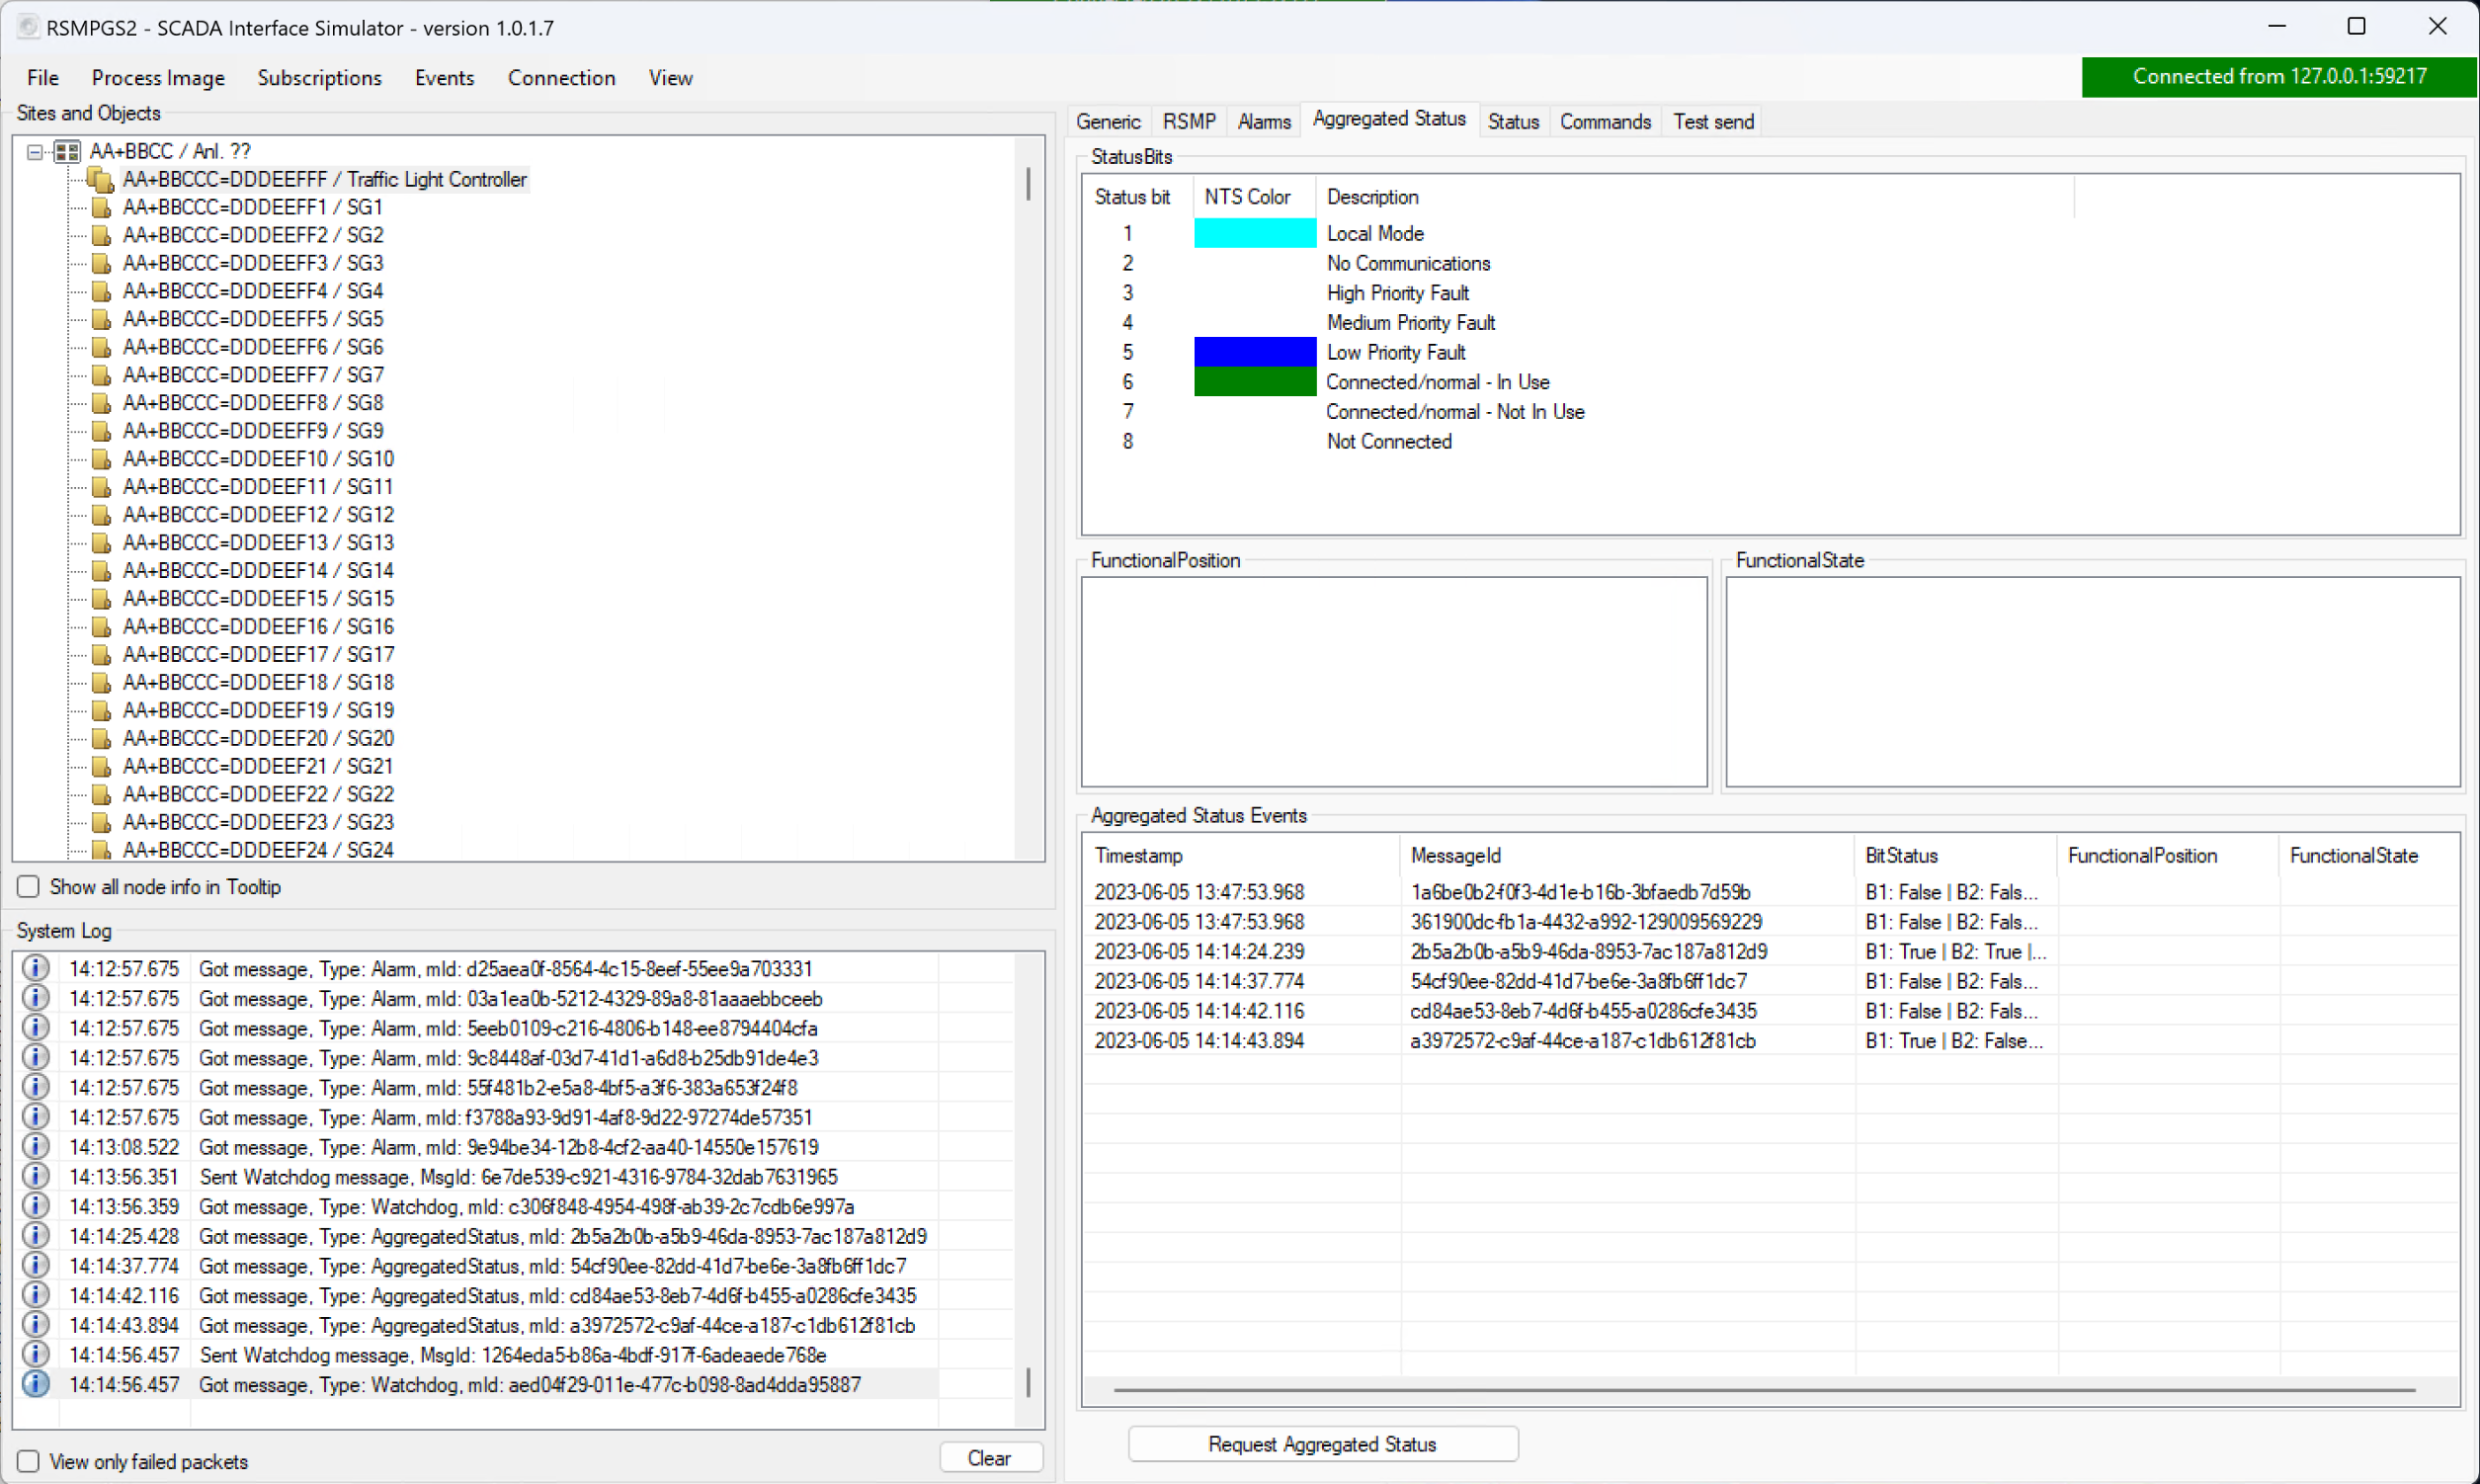 RSMPGS2 - SCADA Interface Simulator - version 1.0.1.7
File Process Image Subscriptions Events Connection View
Connected from 127.0.0.1:59217
Sites and Objects
AA+BBCC / Anl. ??
AA+BBCCC=DDDEEFFF / Traffic Light Controller
AA+BBCCC=DDDEEFF1 / SG1
AA+BBCCC=DDDEEFF2 / SG2
AA+BBCCC=DDDEEFF3 / SG3
AA+BBCCC=DDDEEFF4 / SG4
AA+BBCCC=DDDEEFF5 / SG5
AA+BBCCC=DDDEEFF6 / SG6
AA+BBCCC=DDDEEFF7 / SG7
AA+BBCCC=DDDEEFF8 / SG8
AA+BBCCC=DDDEEFF9 / SG9
AA+BBCCC=DDDEEF10 / SG10
AA+BBCCC=DDDEEF11 / SG11
AA+BBCCC=DDDEEF12 / SG12
AA+BBCCC=DDDEEF13 / SG13
AA+BBCCC=DDDEEF14 / SG14
AA+BBCCC=DDDEEF15 / SG15
AA+BBCCC=DDDEEF16 / SG16
AA+BBCCC=DDDEEF17 / SG17
AA+BBCCC=DDDEEF18 / SG18
AA+BBCCC=DDDEEF19 / SG19
AA+BBCCC=DDDEEF20 / SG20
AA+BBCCC=DDDEEF21 / SG21
AA+BBCCC=DDDEEF22 / SG22
AA+BBCCC=DDDEEF23 / SG23
AA+BBCCC=DDDEEF24 / SG24
Show all node info in Tooltip
System Log
14:12:57.675 Got message, Type: Alarm, mId: d25aea0f-8564-4c15-8eef-55ee9a703331
14:12:57.675 Got message, Type: Alarm, mId: 03a1ea0b-5212-4329-89a8-81aaaebbceeb
14:12:57.675 Got message, Type: Alarm, mId: 5eeb0109-c216-4806-b148-ee8794404cfa
14:12:57.675 Got message, Type: Alarm, mId: 9c8448af-03d7-41d1-a6d8-b25db91de4e3
14:12:57.675 Got message, Type: Alarm, mId: 55f481b2-e5a8-4bf5-a3f6-383a653f24f8
14:12:57.675 Got message, Type: Alarm, mId: f3788a93-9d91-4af8-9d22-97274de57351
14:13:08.522 Got message, Type: Alarm, mId: 9e94be34-12b8-4cf2-aa40-14550e157619
14:13:56.351 Sent Watchdog message, MsgId: 6e7de539-c921-4316-9784-32dab7631965
14:13:56.359 Got message, Type: Watchdog, mId: c306f848-4954-498f-ab39-2c7cdb6e997a
14:14:25.428 Got message, Type: AggregatedStatus, mId: 2b5a2b0b-a5b9-46da-8953-7ac187a812d9
14:14:37.774 Got message, Type: AggregatedStatus, mId: 54cf90ee-82dd-41d7-be6e-3a8fb6ff1dc7
14:14:42.116 Got message, Type: AggregatedStatus, mId: cd84ae53-8eb7-4d6f-b455-a0286cfe3435
14:14:43.894 Got message, Type: AggregatedStatus, mId: a3972572-c9af-44ce-a187-c1db612f81cb
14:14:56.457 Sent Watchdog message, MsgId: 1264eda5-b86a-4bdf-917f-6adeaede768e
14:14:56.457 Got message, Type: Watchdog, mId: aed04f29-011e-477c-b098-8ad4dda95887
View only failed packets
Clear
Generic RSMP Alarms Aggregated Status Status Commands Test send
StatusBits
Status bit NTS Color Description
1 Local Mode
2 No Communications
3 High Priority Fault
4 Medium Priority Fault
5 Low Priority Fault
6 Connected/normal - In Use
7 Connected/normal - Not In Use
8 Not Connected
FunctionalPosition
FunctionalState
Aggregated Status Events
Timestamp MessageId BitStatus FunctionalPosition FunctionalState
2023-06-05 13:47:53.968 1a6be0b2-f0f3-4d1e-b16b-3bfaedb7d59b B1: False | B2: Fals...
2023-06-05 13:47:53.968 361900dc-fb1a-4432-a992-129009569229 B1: False | B2: Fals...
2023-06-05 14:14:24.239 2b5a2b0b-a5b9-46da-8953-7ac187a812d9 B1: True | B2: True |...
2023-06-05 14:14:37.774 54cf90ee-82dd-41d7-be6e-3a8fb6ff1dc7 B1: False | B2: Fals...
2023-06-05 14:14:42.116 cd84ae53-8eb7-4d6f-b455-a0286cfe3435 B1: False | B2: Fals...
2023-06-05 14:14:43.894 a3972572-c9af-44ce-a187-c1db612f81cb B1: True | B2: False...
Request Aggregated Status